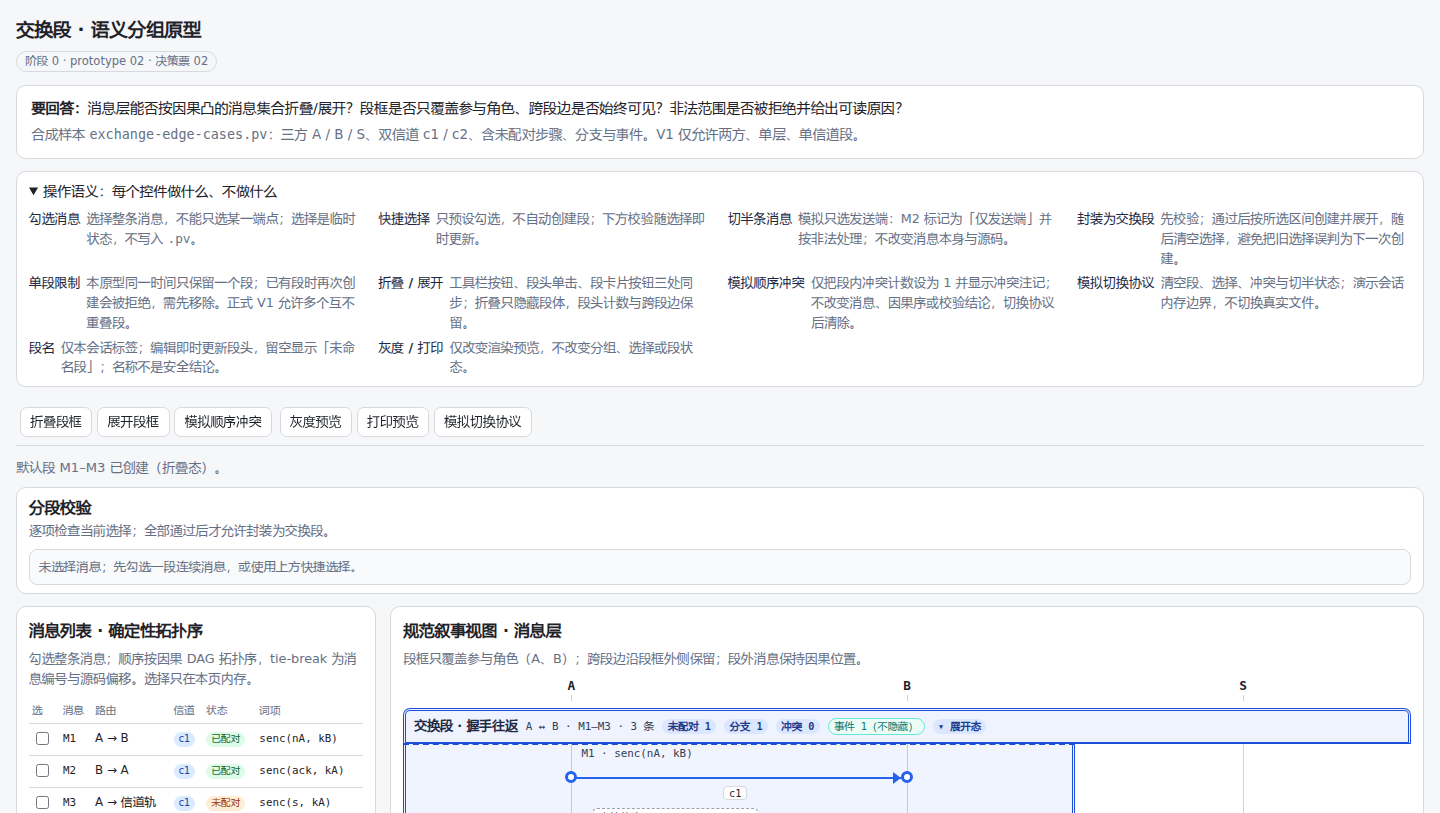 交换段 · 语义分组原型
阶段 0 · prototype 02 · 决策票 02
要回答：消息层能否按因果凸的消息集合折叠/展开？段框是否只覆盖参与角色、跨段边是否始终可见？非法范围是否被拒绝并给出可读原因？
合成样本 exchange-edge-cases.pv：三方 A / B / S、双信道 c1 / c2、含未配对步骤、分支与事件。V1 仅允许两方、单层、单信道段。
▼ 操作语义：每个控件做什么、不做什么
勾选消息 选择整条消息，不能只选某一端点；选择是临时
状态，不写入 .pv。
快捷选择 只预设勾选，不自动创建段；下方校验随选择即
时更新。
切半条消息 模拟只选发送端：M2 标记为「仅发送端」并
按非法处理；不改变消息本身与源码。
封装为交换段 先校验；通过后按所选区间创建并展开，随
后清空选择，避免把旧选择误判为下一次创
建。
单段限制 本原型同一时间只保留一个段；已有段时再次创
建会被拒绝，需先移除。正式 V1 允许多个互不
重叠段。
折叠 / 展开 工具栏按钮、段头单击、段卡片按钮三处同
步；折叠只隐藏段体，段头计数与跨段边保
留。
模拟顺序冲突 仅把段内冲突计数设为 1 并显示冲突注记；
不改变消息、因果序或校验结论，切换协议
后清除。
模拟切换协议 清空段、选择、冲突与切半状态；演示会话
内存边界，不切换真实文件。
段名 仅本会话标签；编辑即时更新段头，留空显示「未命
名段」；名称不是安全结论。
灰度 / 打印 仅改变渲染预览，不改变分组、选择或段状
态。
折叠段框 展开段框 模拟顺序冲突 灰度预览 打印预览 模拟切换协议
默认段 M1–M3 已创建（折叠态）。
分段校验
逐项检查当前选择；全部通过后才允许封装为交换段。
未选择消息；先勾选一段连续消息，或使用上方快捷选择。
消息列表 · 确定性拓扑序
勾选整条消息；顺序按因果 DAG 拓扑序，tie-break 为消
息编号与源码偏移。选择只在本页内存。
选 消息 路由 信道 状态 词项
M1 A → B c1 已配对 senc(nA, kB)
M2 B → A c1 已配对 senc(ack, kA)
M3 A → 信道轨 c1 未配对 senc(s, kA)
规范叙事视图 · 消息层
段框只覆盖参与角色（A、B）；跨段边沿段框外侧保留；段外消息保持因果位置。
A B S
交换段 · 握手往返 A ↔ B · M1–M3 · 3 条 未配对 1 分支 1 冲突 0 事件 1（不隐藏） ▾ 展开态
M1 · senc(nA, kB)
c1